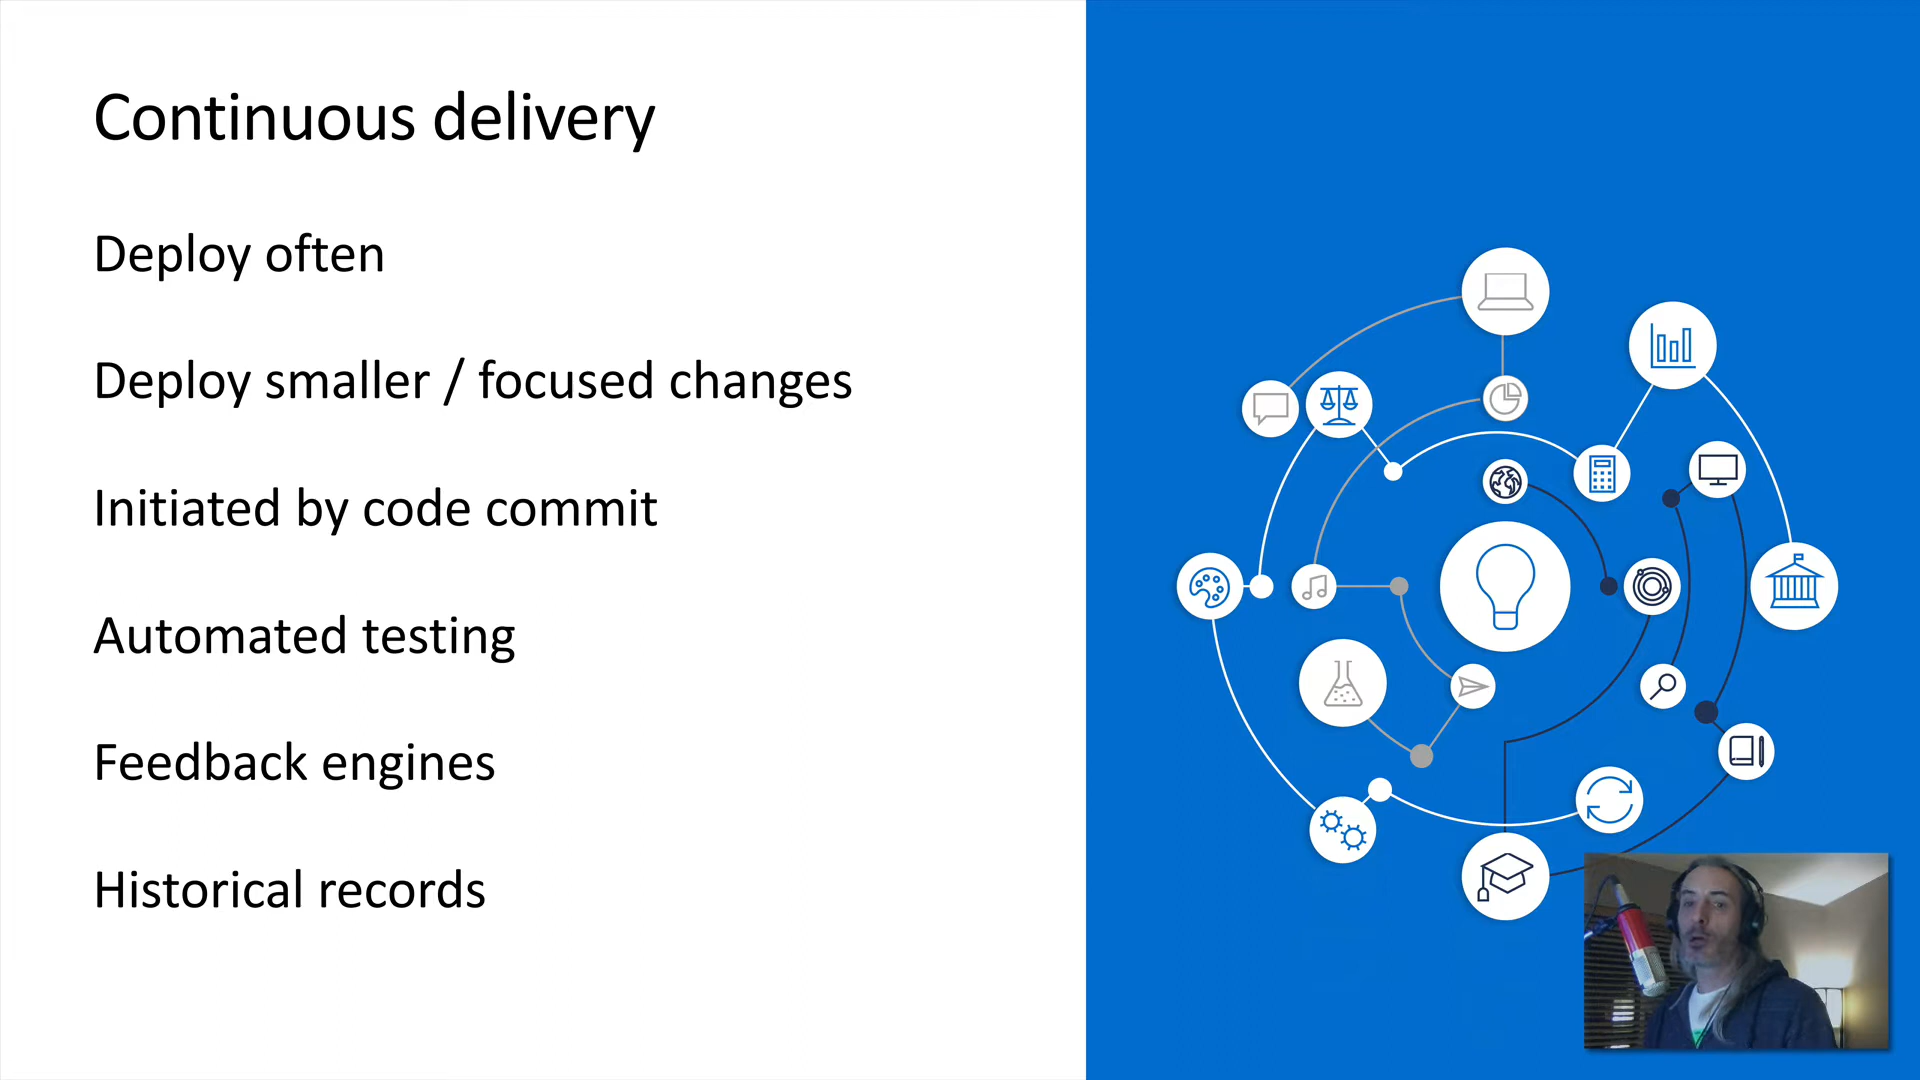 Continuous delivery
Deploy often
Deploy smaller / focused changes
Initiated by code commit
Automated testing
Feedback engines
Historical records